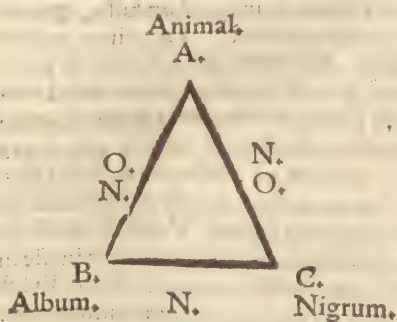 Animal.
A.
O. N.
N. O.
B. C.
Album. N. Nigrum.